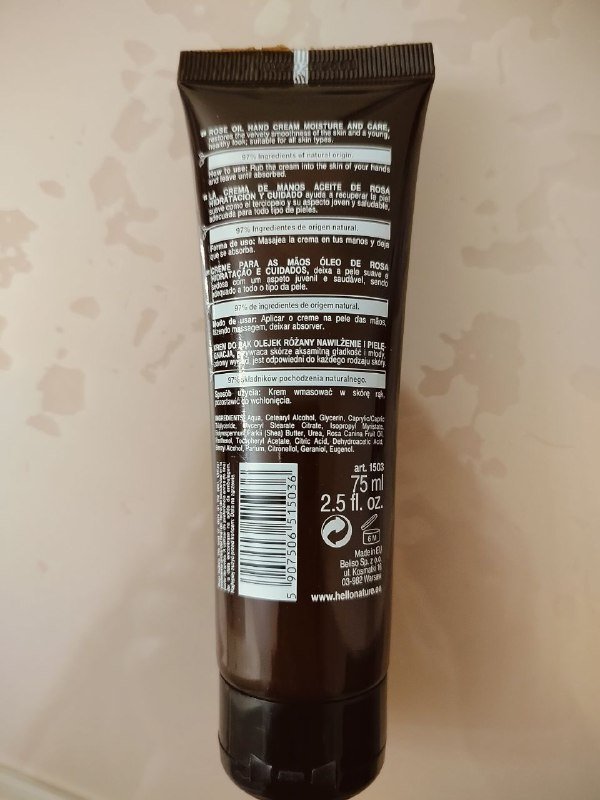 ROSE OIL HAND CREAM MOISTURE AND CARE,
restores the velvety smoothness of the skin and a young,
healthy look; suitable for all skin types.
97% Ingredients of natural origin.
How to use: Rub the cream into the skin of your hands
and leave until absorbed.
LA CREMA DE MANOS ACEITE DE ROSA
HIDRATACIÓN Y CUIDADO ayuda a recuperar la piel
suave como el terciopelo y su aspecto joven y saludable,
adecuada para todo tipo de pieles.
97% Ingredientes de origen natural.
Forma de uso: Masajea la crema en tus manos y deja
que se absorba.
CREME PARA AS MÃOS ÓLEO DE ROSA
HIDRATAÇÃO E CUIDADOS, deixa a pele suave e
sedosa com um aspeto juvenil e saudável, sendo
adequado a todo o tipo da pele.
97% de ingredientes de origem natural.
Modo de usar: Aplicar o creme na pele das mãos,
fazendo massagem, deixar absorver.
KREM DO RĄK OLEJEK RÓŻANY NAWILŻENIE I PIELĘ-
GNACJA, przywraca skórze aksamitną gładkość i młody,
zdrowy wygląd, jest odpowiedni do każdego rodzaju skóry.
97% składników pochodzenia naturalnego.
Sposób użycia: Krem wmasować w skórę rąk,
pozostawić do wchłonięcia.
INGREDIENTS: Aqua, Cetearyl Alcohol, Glycerin, Caprylic/Capric
Triglyceride, Glyceryl Stearate Citrate, Isopropyl Myristate,
Butyrospermum Parkii (Shea) Butter, Urea, Rosa Canina Fruit Oil,
Panthenol, Tocopheryl Acetate, Citric Acid, Dehydroacetic Acid,
Benzyl Alcohol, Parfum, Citronellol, Geraniol, Eugenol.
art. 1503
75 ml
2.5 fl. oz.
6 M
Made in EU
Beliso Sp. z o.o.
ul. Kosmatki 16
03-982 Warsaw
www.hellonature.eu
5 907506 515036